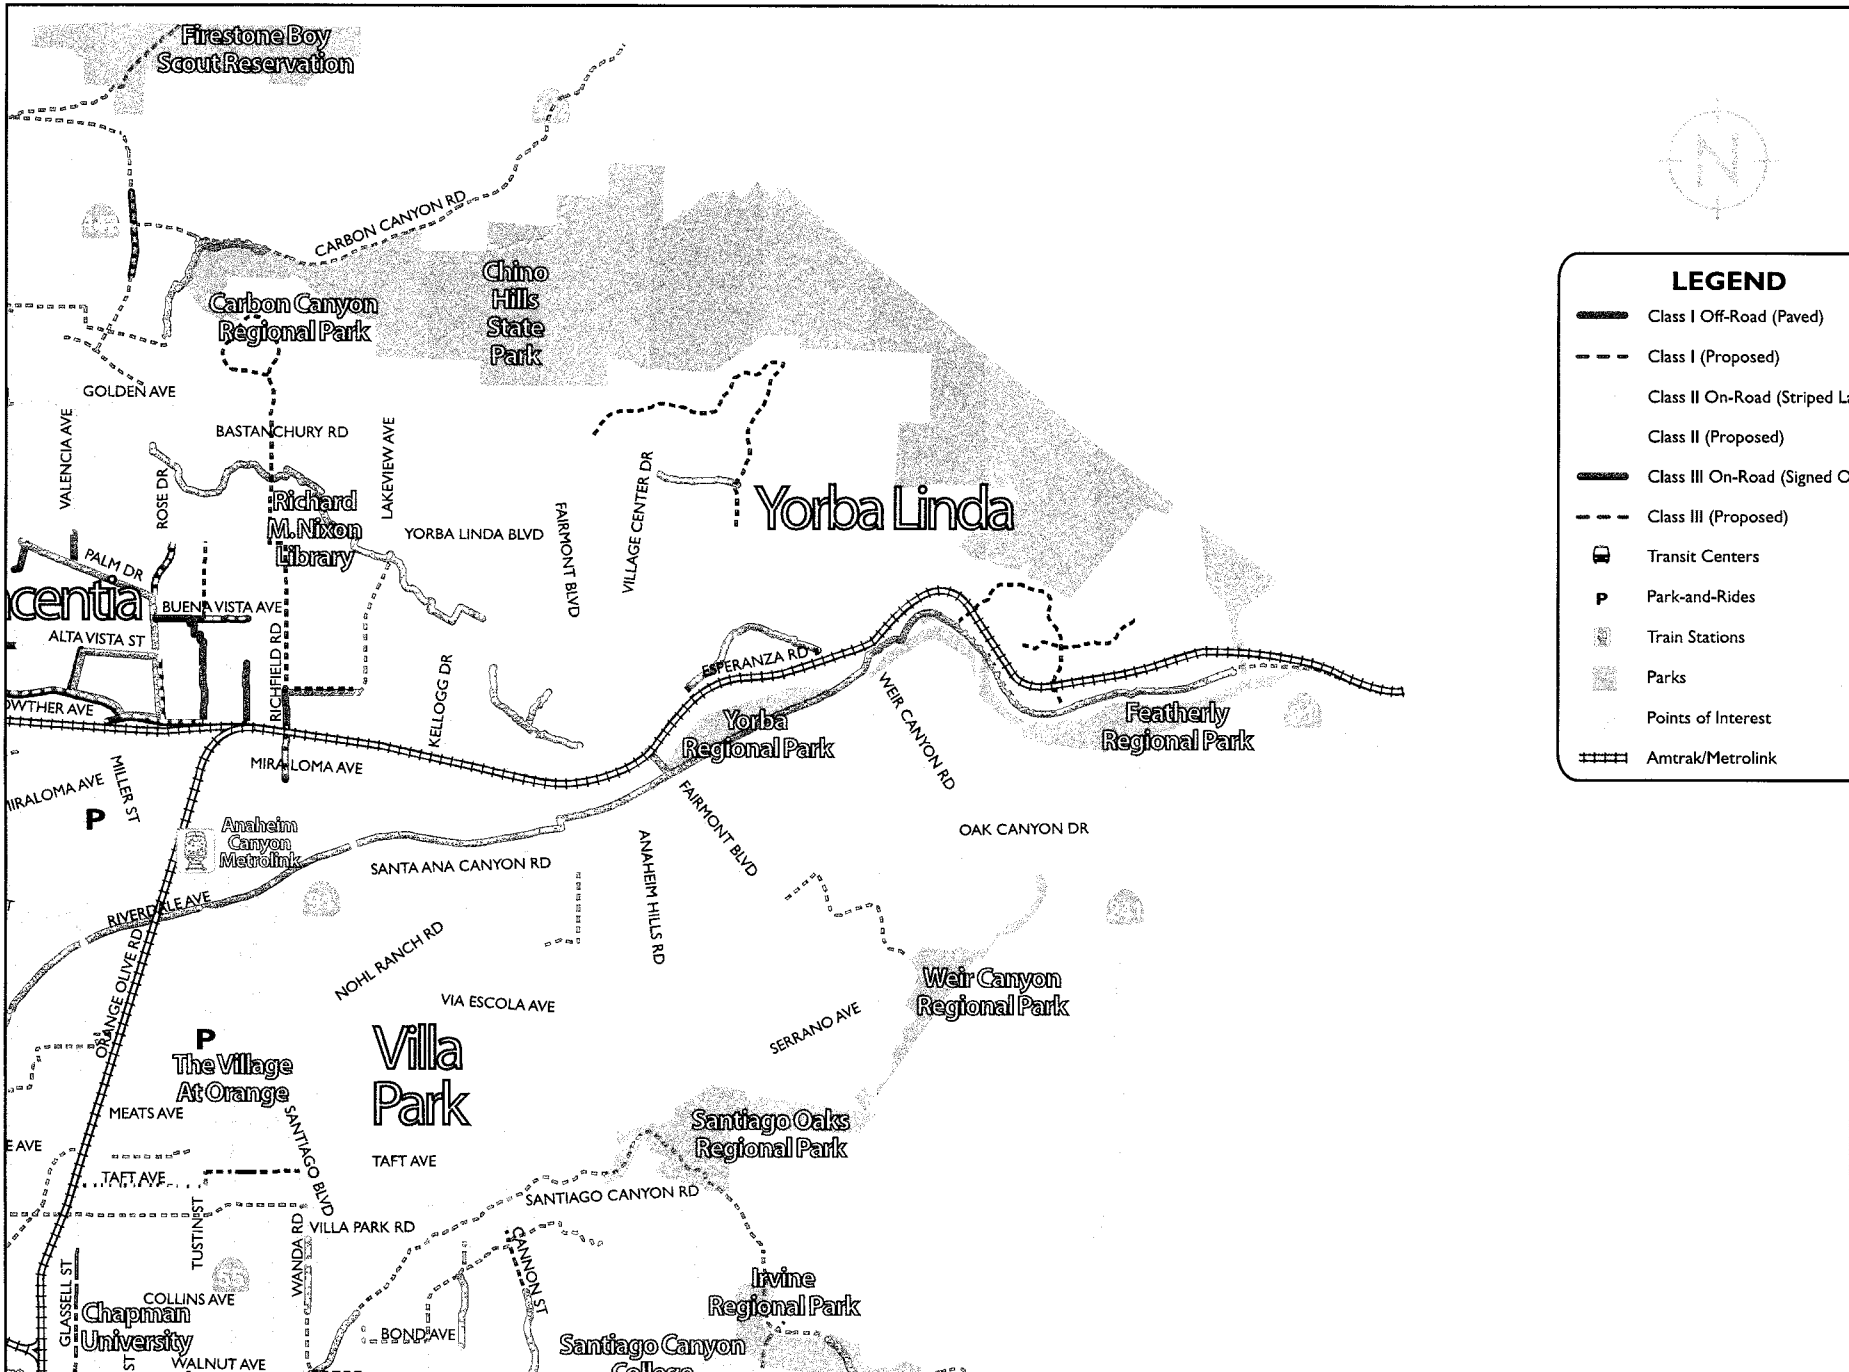 Firestone Boy
Scout Reservation
N
CARBON CANYON RD
LEGEND
Class I Off-Road (Paved)
Class I (Proposed)
Class II On-Road (Striped La
Class II (Proposed)
Class III On-Road (Signed O
Class III (Proposed)
Transit Centers
P Park-and-Rides
Train Stations
Parks
Points of Interest
Amtrak/Metrolink
Chino
Hills
State
Park
Carbon Canyon
Regional Park
GOLDEN AVE
VALENCIA AVE
BASTANCHURY RD
LAKEVIEW AVE
ROSE DR
Richard
M. Nixon
Library
YORBA LINDA BLVD
FAIRMONT BLVD
VILLAGE CENTER DR
Yorba Linda
PALM DR
centia
BUENA VISTA AVE
ALTA VISTA ST
RICHFIELD RD
KELLOGG DR
ESPERANZA RD
WEIR CANYON RD
OWTHER AVE
Yorba
Regional Park
Featherly
Regional Park
MIRALOMA AVE
MILLER ST
MIRA LOMA AVE
P
Anaheim
Canyon
Metrolink
FAIRMONT BLVD
OAK CANYON DR
SANTA ANA CANYON RD
ANAHEIM HILLS RD
RIVERDALE AVE
ORANGE OLIVE RD
NOHL RANCH RD
VIA ESCOLA AVE
Weir Canyon
Regional Park
SERRANO AVE
P
The Village
At Orange
Villa
Park
MEATS AVE
SANTIAGO BLVD
Santiago Oaks
Regional Park
E AVE
TAFT AVE
TAFT AVE
SANTIAGO CANYON RD
TUSTIN ST
WANDA RD
VILLA PARK RD
CANNON ST
55
GLASSELL ST
COLLINS AVE
Chapman
University
BOND AVE
Irvine
Regional Park
Santiago Canyon
College
WALNUT AVE
ST